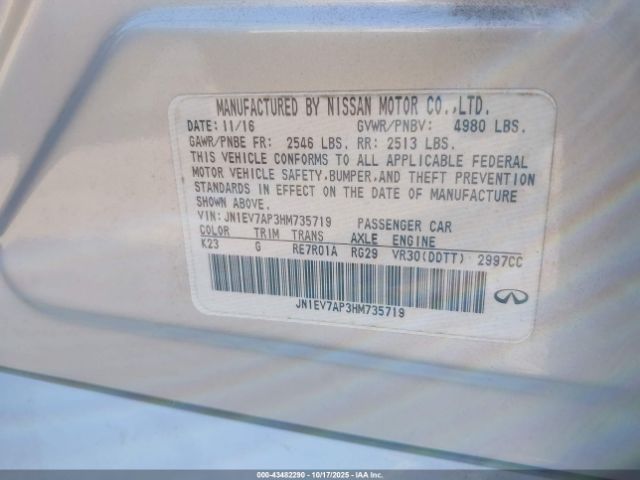 MANUFACTURED BY NISSAN MOTOR CO.,LTD.
DATE: 11/16 GVWR/PNBV: 4980 LBS.
GAWR/PNBE FR: 2546 LBS. RR: 2513 LBS.
THIS VEHICLE CONFORMS TO ALL APPLICABLE FEDERAL
MOTOR VEHICLE SAFETY,BUMPER,AND THEFT PREVENTION
STANDARDS IN EFFECT ON THE DATE OF MANUFACTURE
SHOWN ABOVE.
VIN: JN1EV7AP3HM735719 PASSENGER CAR
COLOR TRIM TRANS AXLE ENGINE
K23 G RE7R01A RG29 VR30(DDTT) 2997CC
JN1EV7AP3HM735719
000-43482290 - 10/17/2025 - IAA Inc.